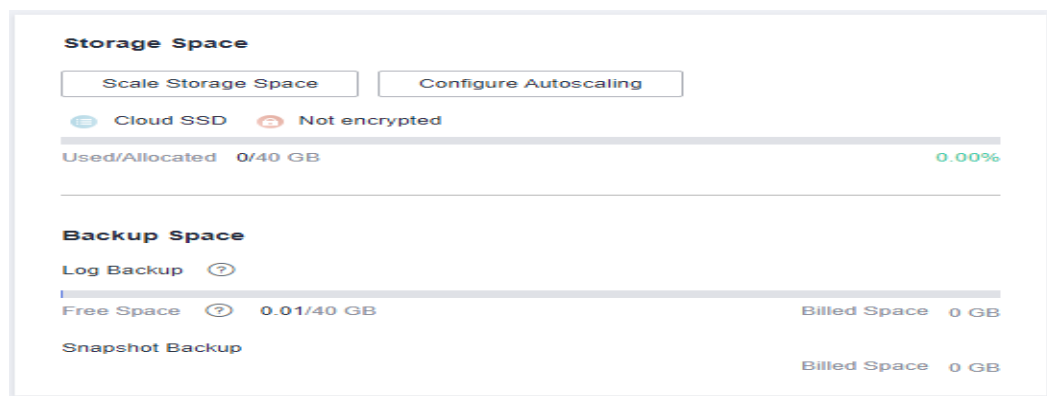 Storage Space
Scale Storage Space Configure Autoscaling
Cloud SSD Not encrypted
Used/Allocated 0/40 GB 0.00%
Backup Space
Log Backup ?
Free Space ? 0.01/40 GB Billed Space 0 GB
Snapshot Backup
Billed Space 0 GB